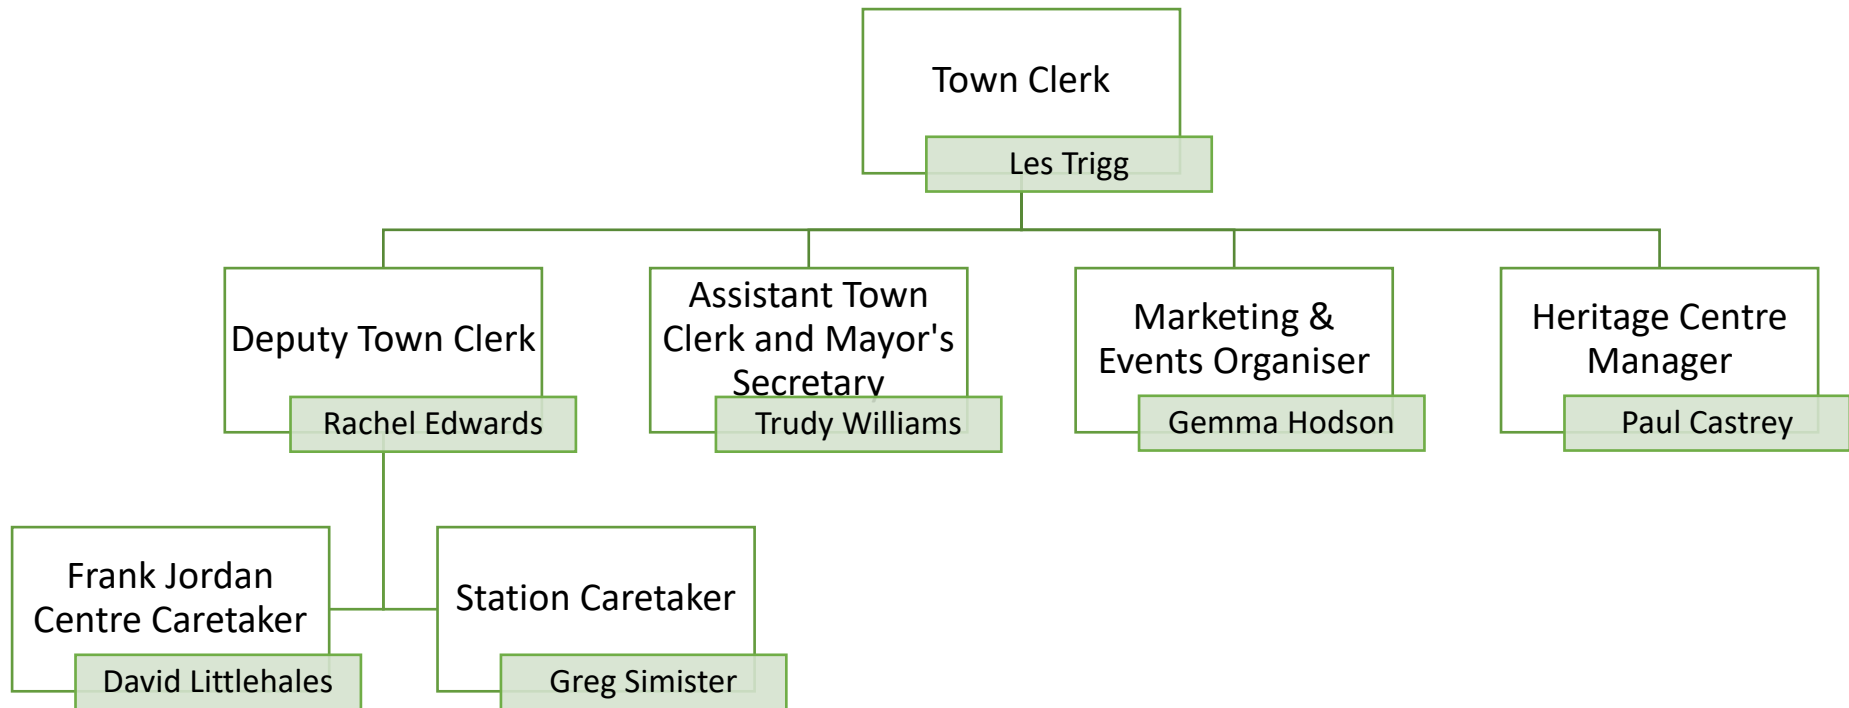 Town Clerk
Les Trigg
Deputy Town Clerk
Rachel Edwards
Assistant Town
Clerk and Mayor's
Secretary
Trudy Williams
Marketing &
Events Organiser
Gemma Hodson
Heritage Centre
Manager
Paul Castrey
Frank Jordan
Centre Caretaker
David Littlehales
Station Caretaker
Greg Simister